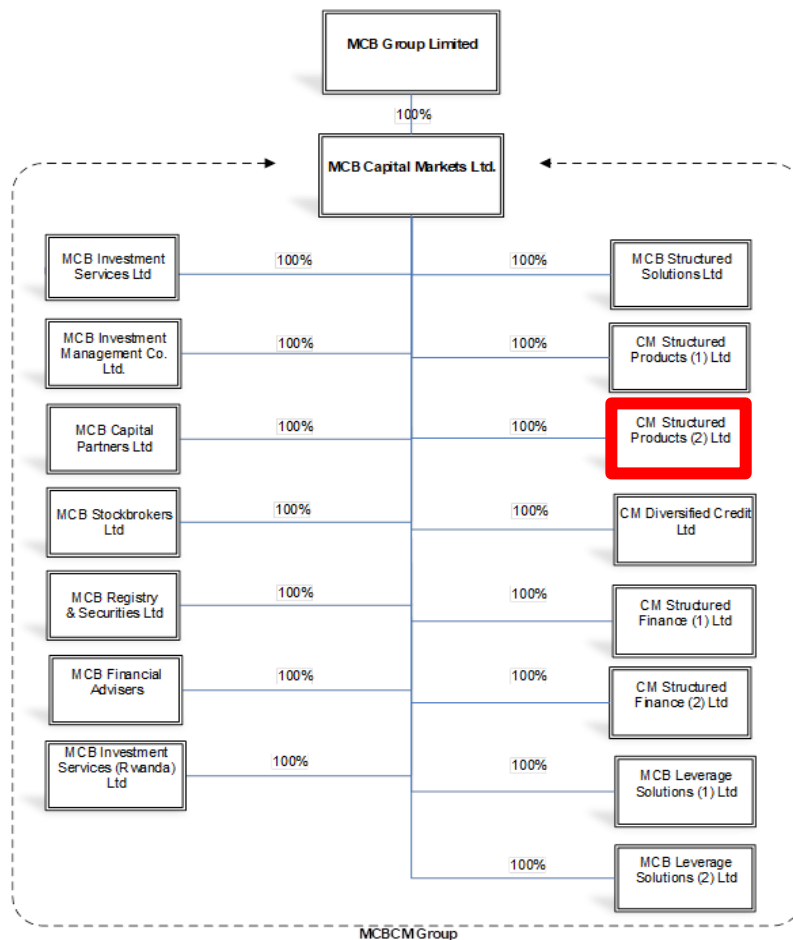 MCB Group Limited
100%
MCB Capital Markets Ltd.
MCB Investment
Services Ltd
100%
100%
MCB Structured
Solutions Ltd
MCB Investment
Management Co.
Ltd.
100%
100%
CM Structured
Products (1) Ltd
MCB Capital
Partners Ltd
100%
100%
CM Structured
Products (2) Ltd
MCB Stockbrokers
Ltd
100%
100%
CM Diversified Credit
Ltd
MCB Registry
& Securities Ltd
100%
100%
CM Structured
Finance (1) Ltd
MCB Financial
Advisers
100%
100%
CM Structured
Finance (2) Ltd
MCB Investment
Services (Rwanda)
Ltd
100%
100%
MCB Leverage
Solutions (1) Ltd
100%
MCB Leverage
Solutions (2) Ltd
MCBCM Group